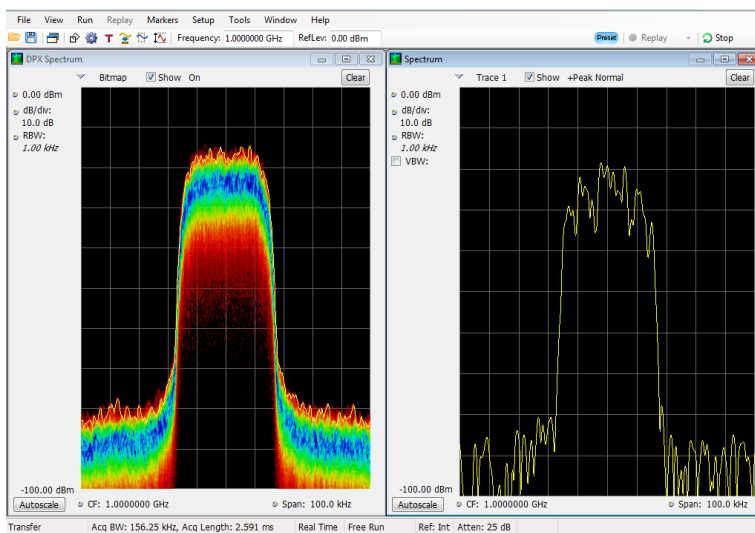 File View Run Replay Markers Setup Tools Window Help
Frequency: 1.0000000 GHz RefLev: 0.00 dBm Preset Replay Stop
DPX Spectrum
Bitmap Show On Clear
0.00 dBm
dB/div:
10.0 dB
RBW:
1.00 kHz
-100.00 dBm
Autoscale CF: 1.0000000 GHz Span: 100.0 kHz
Spectrum
Trace 1 Show +Peak Normal Clear
0.00 dBm
dB/div:
10.0 dB
RBW:
1.00 kHz
VBW:
-100.00 dBm
Autoscale CF: 1.0000000 GHz Span: 100.0 kHz
Transfer Acq BW: 156.25 kHz, Acq Length: 2.591 ms Real Time Free Run Ref: Int Atten: 25 dB